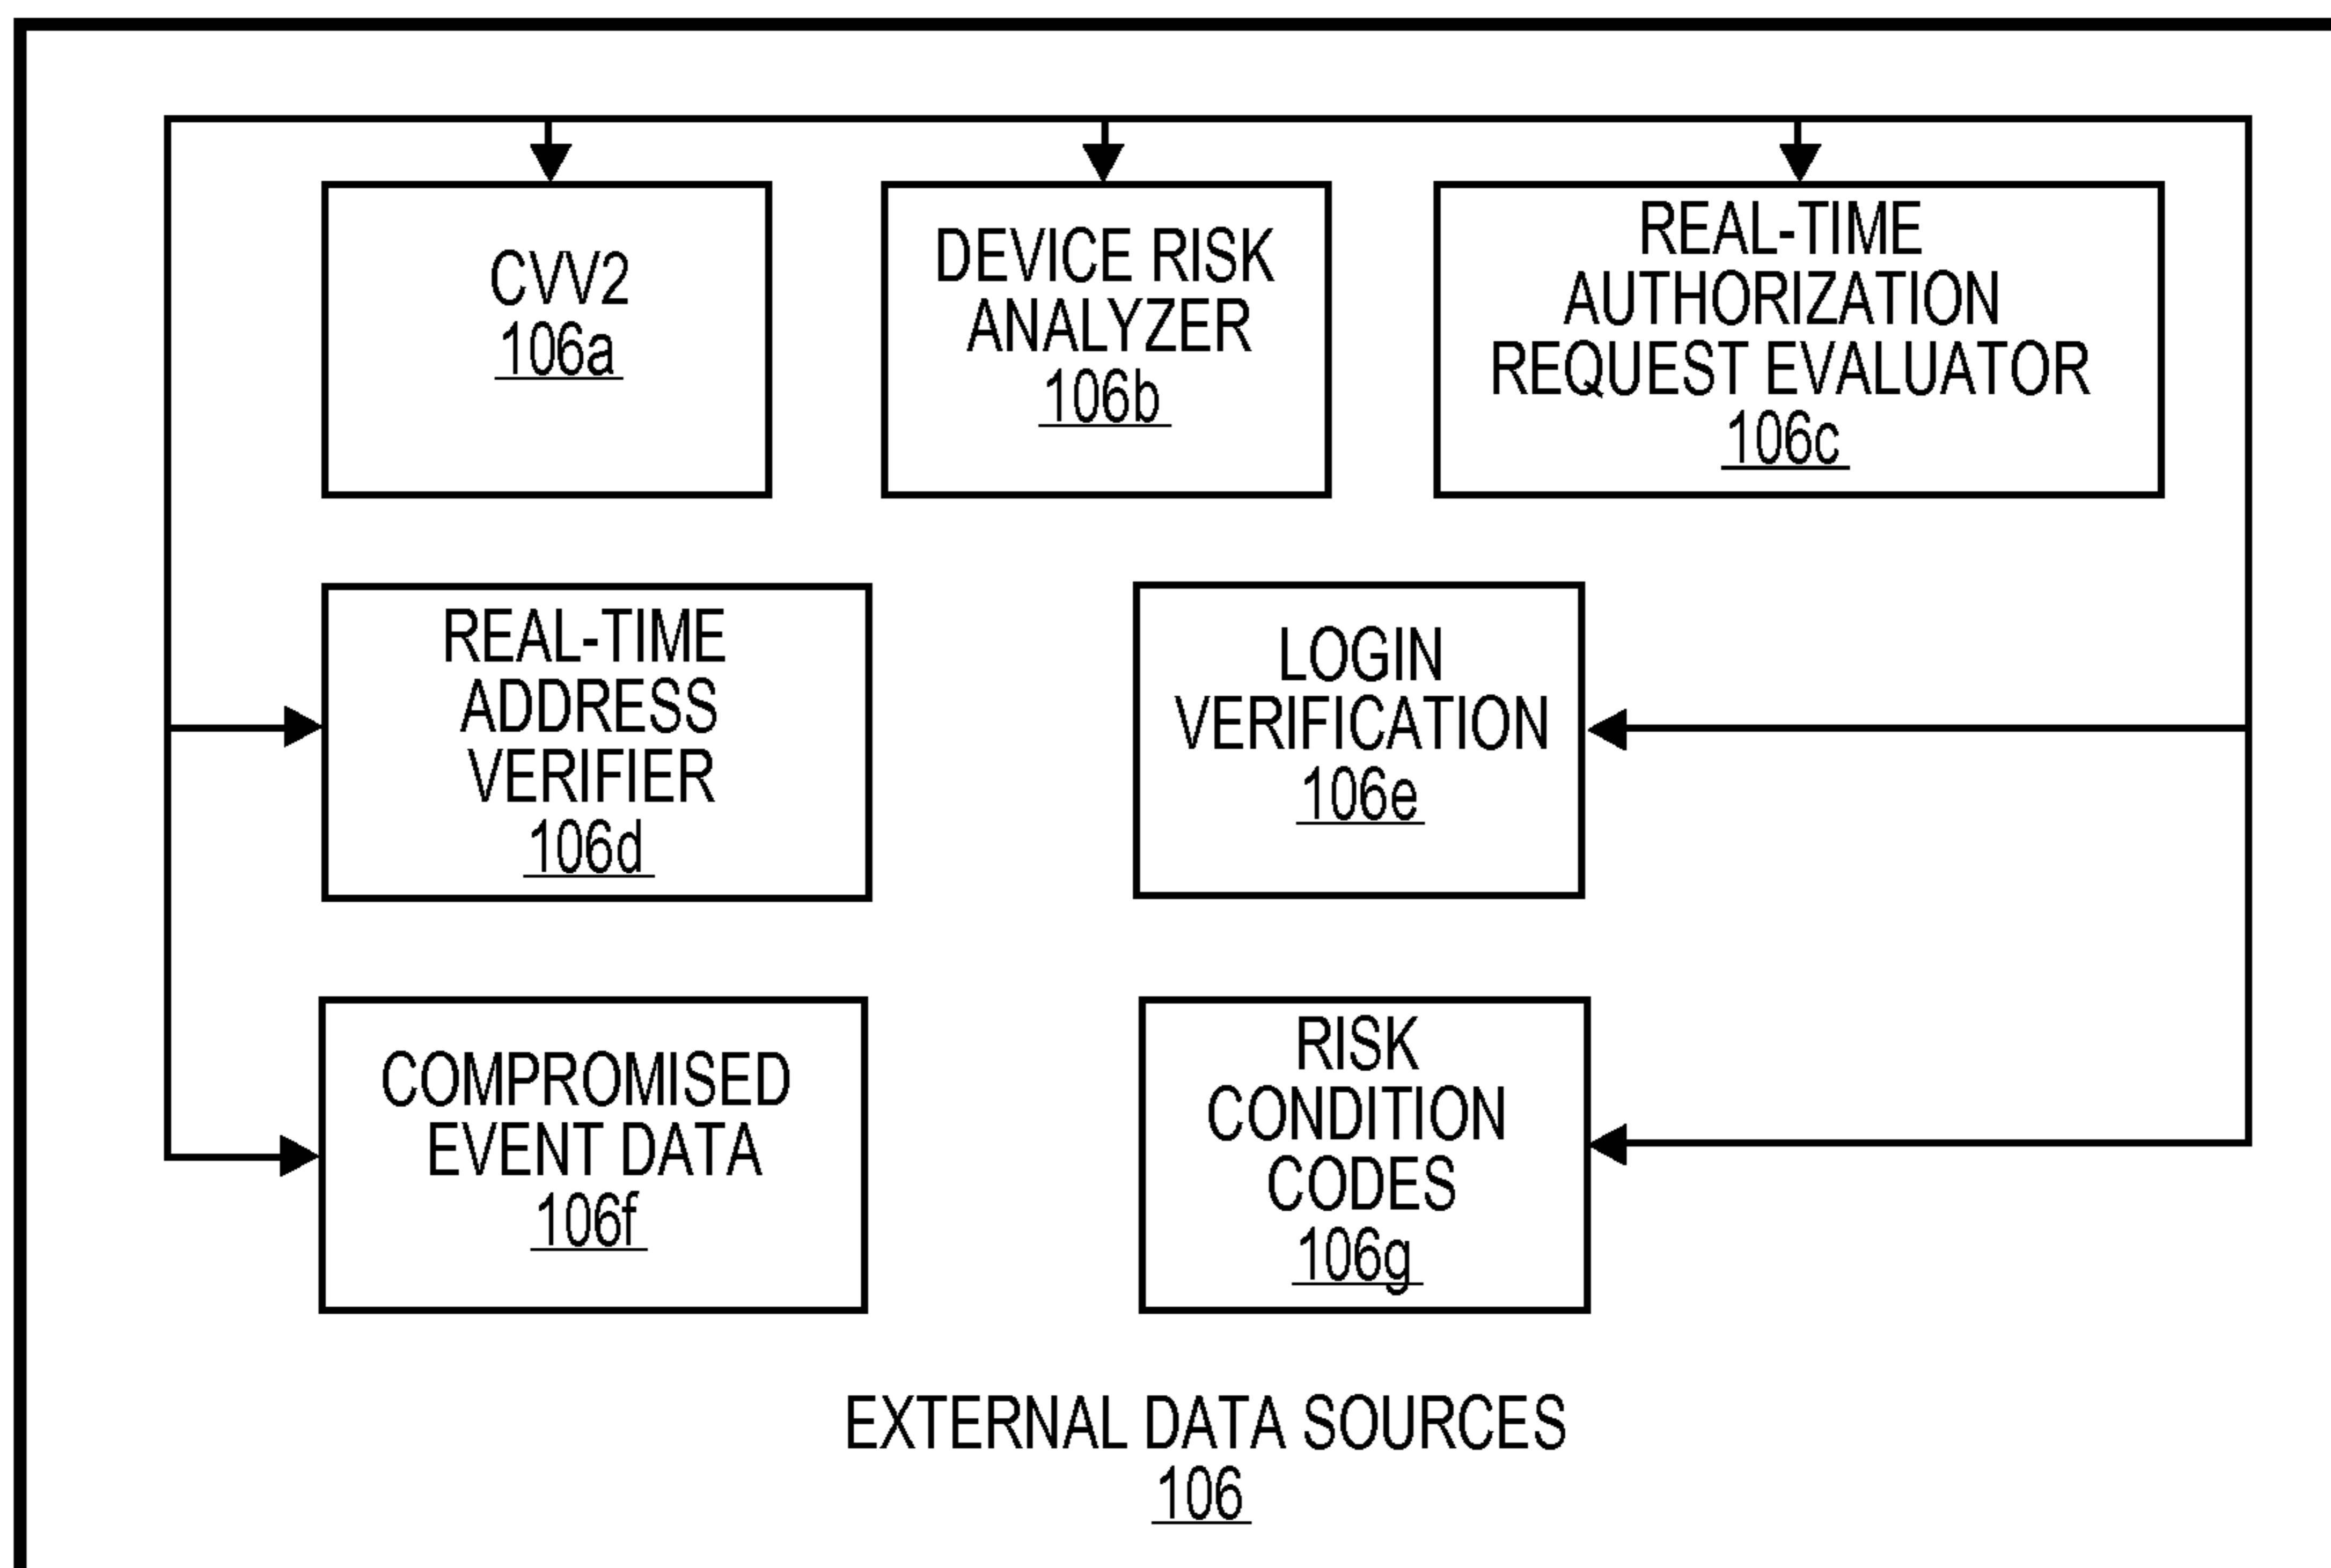 CVV2
106a
DEVICE RISK
ANALYZER
106b
REAL-TIME
AUTHORIZATION
REQUEST EVALUATOR
106c
REAL-TIME
ADDRESS
VERIFIER
106d
LOGIN
VERIFICATION
106e
COMPROMISED
EVENT DATA
106f
RISK
CONDITION
CODES
106g
EXTERNAL DATA SOURCES
106